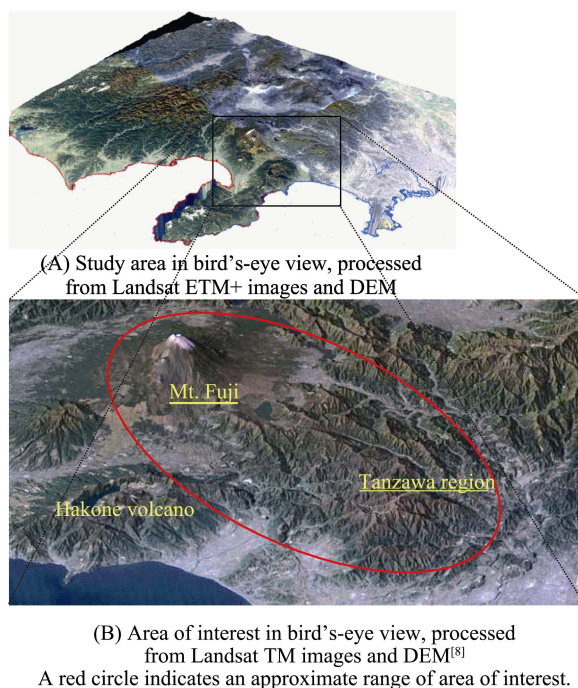 (A) Study area in bird's-eye view, processed
from Landsat ETM+ images and DEM
Mt. Fuji
Tanzawa region
Hakone volcano
(B) Area of interest in bird's-eye view, processed
from Landsat TM images and DEM[8]
A red circle indicates an approximate range of area of interest.